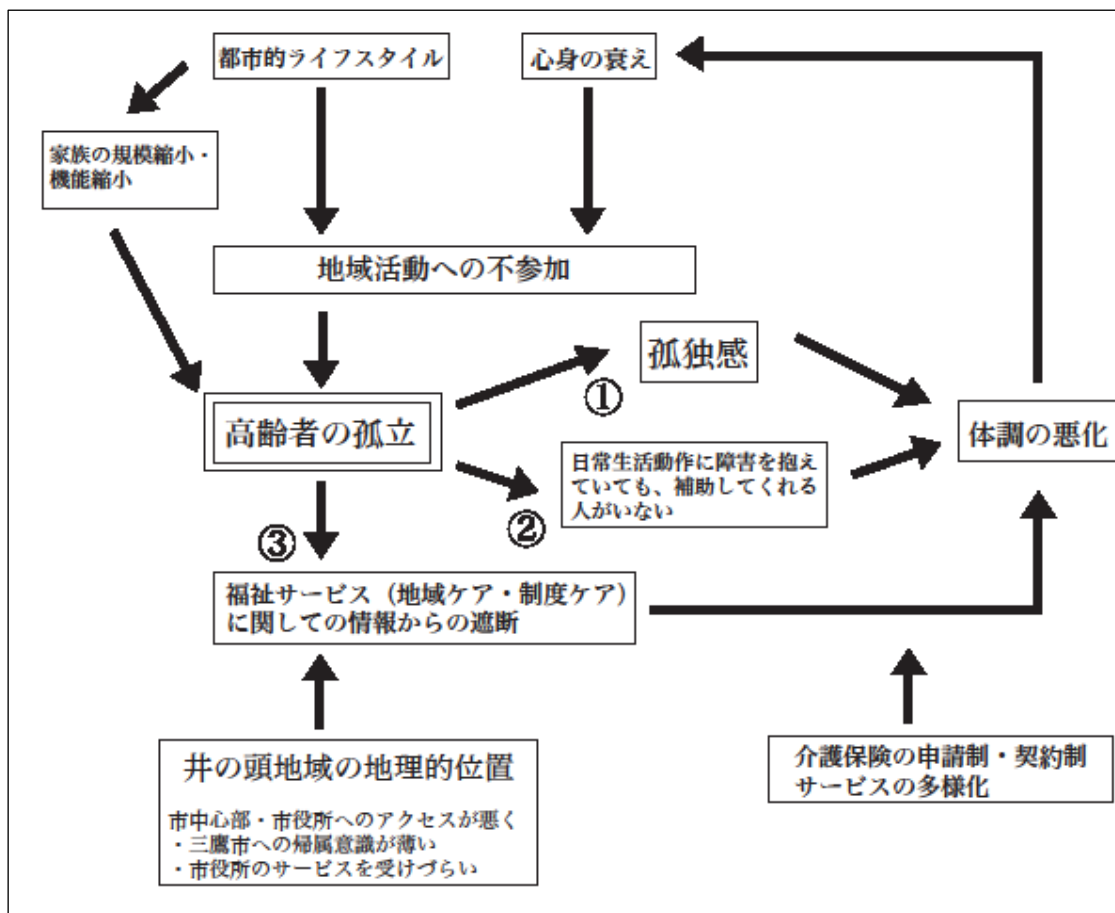 都市的ライフスタイル
心身の衰え
家族の規模縮小・
機能縮小
地域活動への不参加
孤独感
①
高齢者の孤立
体調の悪化
日常生活動作に障害を抱え
ていても、補助してくれる
人がいない
②
③
福祉サービス（地域ケア・制度ケア）
に関しての情報からの遮断
井の頭地域の地理的位置
市中心部・市役所へのアクセスが悪く
・三鷹市への帰属意識が薄い
・市役所のサービスを受けづらい
介護保険の申請制・契約制
サービスの多様化